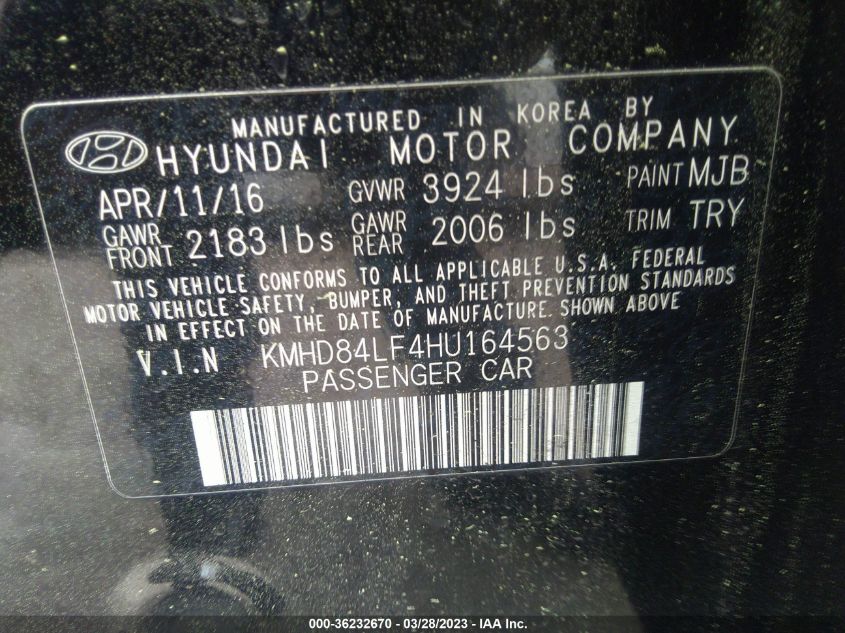 MANUFACTURED IN KOREA BY
HYUNDAI MOTOR COMPANY
APR/11/16 GVWR 3924 lbs PAINT MJB
GAWR FRONT 2183 lbs GAWR REAR 2006 lbs TRIM TRY
THIS VEHICLE CONFORMS TO ALL APPLICABLE U.S.A. FEDERAL
MOTOR VEHICLE SAFETY, BUMPER, AND THEFT PREVENTION STANDARDS
IN EFFECT ON THE DATE OF MANUFACTURE SHOWN ABOVE
V.I.N KMHD84LF4HU164563
PASSENGER CAR
000-36232670 - 03/28/2023 - IAA Inc.